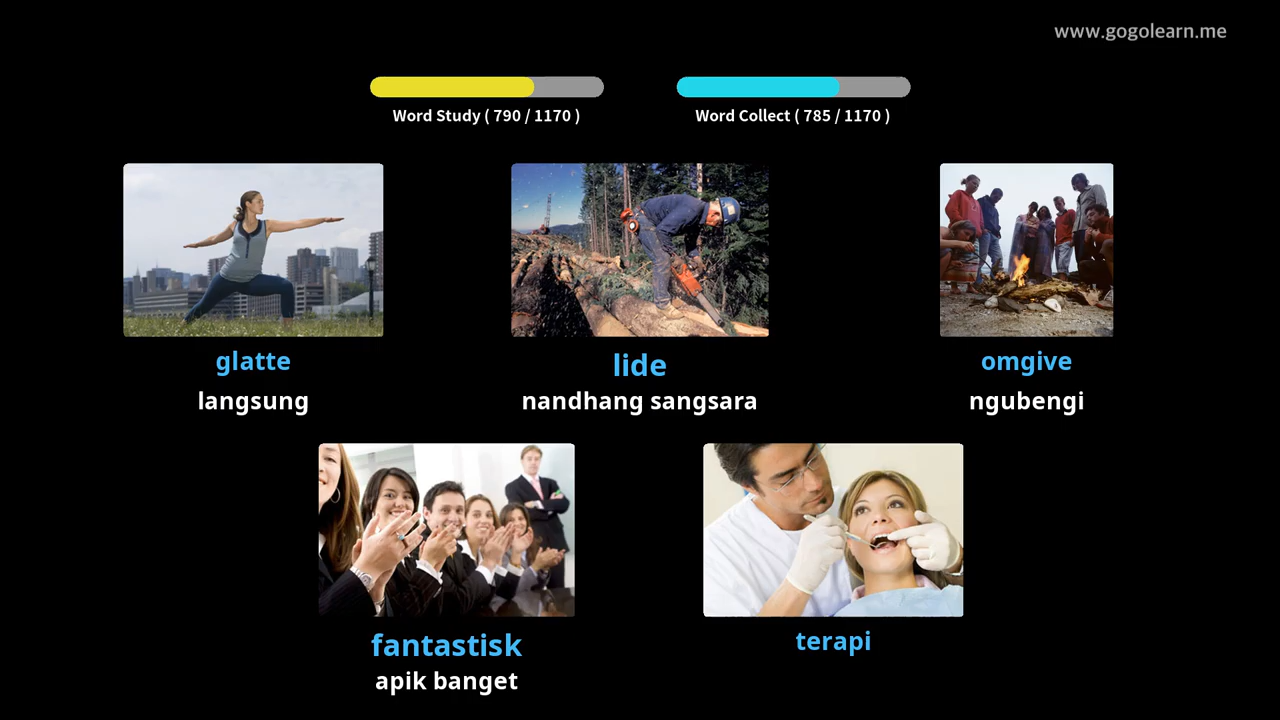 www.gogolearn.me
Word Study ( 790 / 1170 )
Word Collect ( 785 / 1170 )
glatte
langsung
lide
nandhang sangsara
omgive
ngubengi
fantastisk
apik banget
terapi